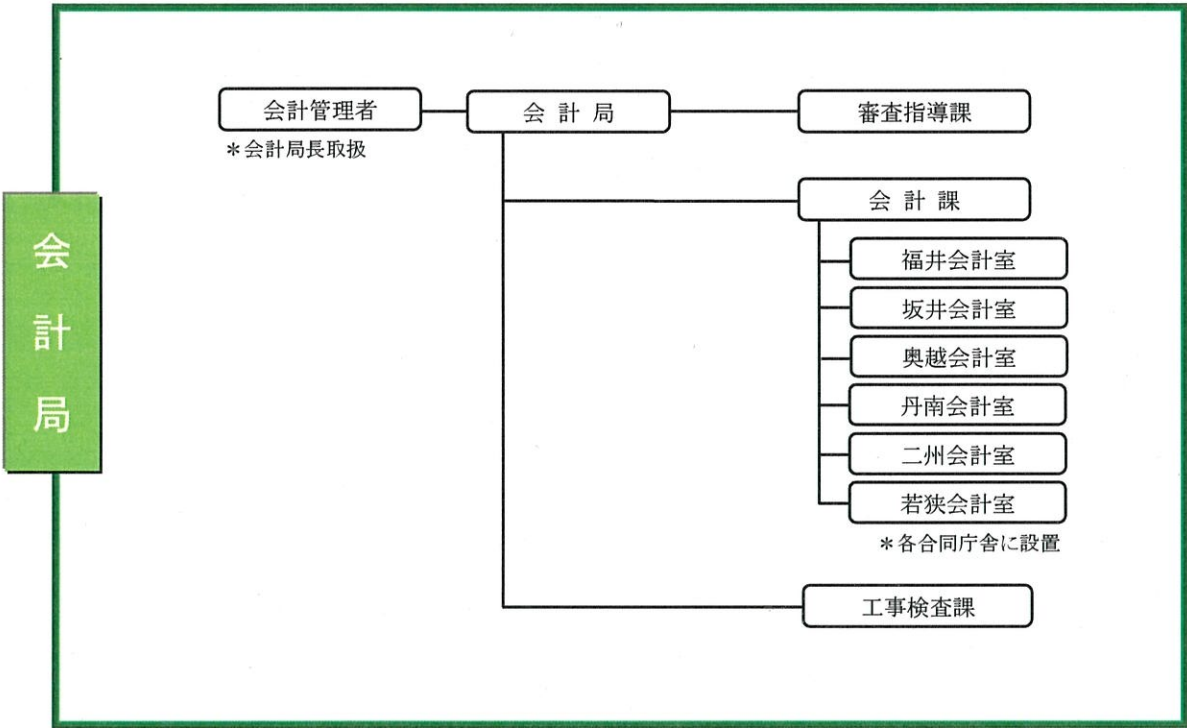 会計局
会計管理者
＊会計局長取扱
会計局
審査指導課
会計課
福井会計室
坂井会計室
奥越会計室
丹南会計室
二州会計室
若狭会計室
＊各合同庁舎に設置
工事検査課